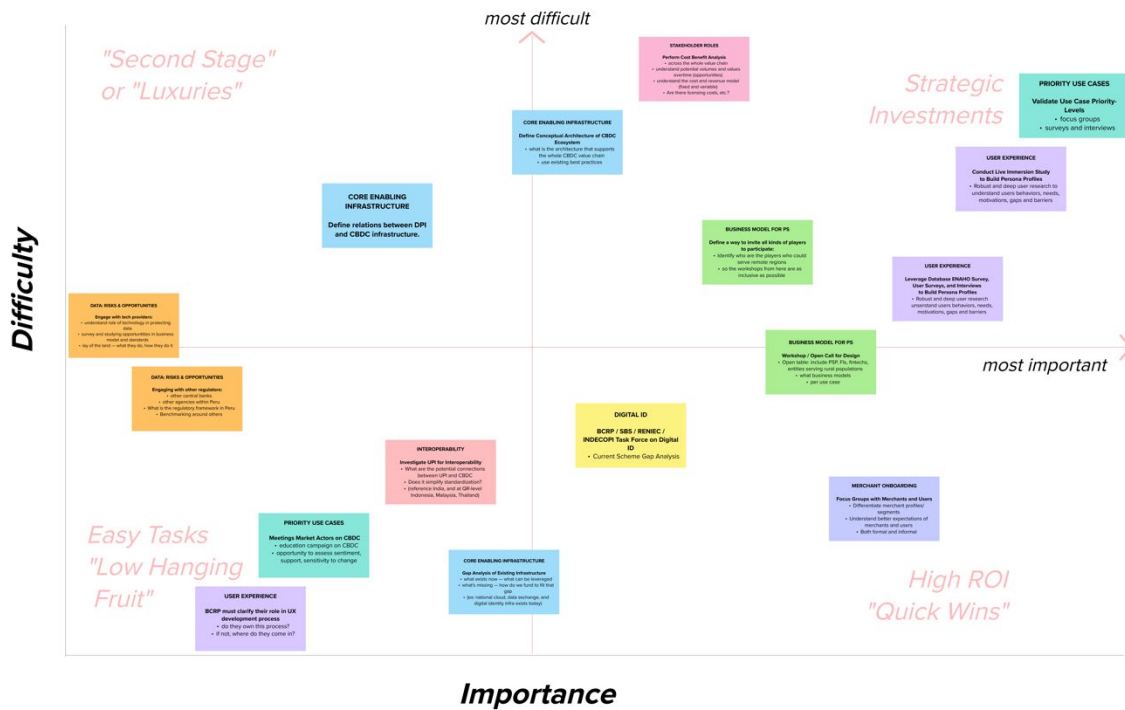 most difficult
"Second Stage"
or "Luxuries"
Strategic
Investments
STAKEHOLDER ROLES
Perform Cost Benefit Analysis
• across the whole value chain
• understand potential volumes and values
overtime (opportunities)
• understand the cost and revenue model
(fixed and variable)
• Are there licensing costs, etc.?
PRIORITY USE CASES
Validate Use Case Priority-
Levels
• focus groups
• surveys and interviews
CORE ENABLING INFRASTRUCTURE
Define Conceptual Architecture of CBDC
Ecosystem
• what is the architecture that supports
the whole CBDC value chain
• use existing best practices
USER EXPERIENCE
Conduct Live Immersion Study
to Build Persona Profiles
• Robust and deep user research to
understand users behaviors, needs,
motivations, gaps and barriers
CORE ENABLING
INFRASTRUCTURE
Define relations between DPI
and CBDC infrastructure.
BUSINESS MODEL FOR PS
Define a way to invite all kinds of players
to participate;
• Identify who are the players who could
serve remote regions
• so the workshops from here are as
inclusive as possible
USER EXPERIENCE
Leverage Database ENAHO Survey,
User Surveys, and Interviews
to Build Persona Profiles
• Robust and deep user research
unserstand users behaviors, needs,
motivations, gaps and barriers
Difficulty
DATA: RISKS & OPPORTUNITIES
Engage with tech providers:
• understand role of technology in protecting
data
• survey and studying opportunities in business
model and standards
• lay of the land — what they do, how they do it
BUSINESS MODEL FOR PS
Workshop / Open Call for Design
• Open table: include PSP, FIs, fintechs,
entities serving rural populations
• what business models
• per use case
most important
DATA: RISKS & OPPORTUNITIES
Engaging with other regulators:
• other central banks
• other agencies within Peru
• What is the regulatory framework in Peru
• Benchmarking around others
DIGITAL ID
BCRP / SBS / RENIEC /
INDECOPI Task Force on Digital
ID
• Current Scheme Gap Analysis
INTEROPERABILITY
Investigate UPI for Interoperability
• What are the potential connections
between UPI and CBDC
• Does it simplify standardization?
• (reference India, and at QR-level
Indonesia, Malaysia, Thailand)
MERCHANT ONBOARDING
Focus Groups with Merchants and Users
• Differentiate merchant profiles/
segments
• Understand better expectations of
merchants and users
• Both formal and informal
Easy Tasks
"Low Hanging
Fruit"
PRIORITY USE CASES
Meetings Market Actors on CBDC
• education campaign on CBDC
• opportunity to assess sentiment,
support, sensitivity to change
CORE ENABLING INFRASTRUCTURE
Gap Analysis of Existing Infrastructure
• what exists now — what can be leveraged
• what's missing — how do we fund to fill that
gap
• (ex: national cloud, data exchange, and
digital identity infra exists today)
High ROI
"Quick Wins"
USER EXPERIENCE
BCRP must clarify their role in UX
development process
• do they own this process?
• if not, where do they come in?
Importance